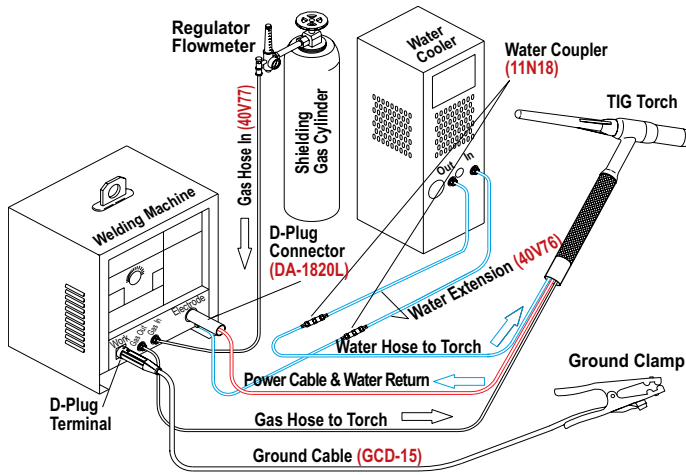 Regulator
Flowmeter
Water
Cooler
Water Coupler
(11N18)
TIG Torch
Gas Hose In (40V77)
Shielding
Gas Cylinder
Out
In
Welding Machine
D-Plug
Connector
(DA-1820L)
Water Extension (40V76)
Electrode
Gas In
Gas Out
Work
Water Hose to Torch
Ground Clamp
Power Cable & Water Return
D-Plug
Terminal
Gas Hose to Torch
Ground Cable (GCD-15)